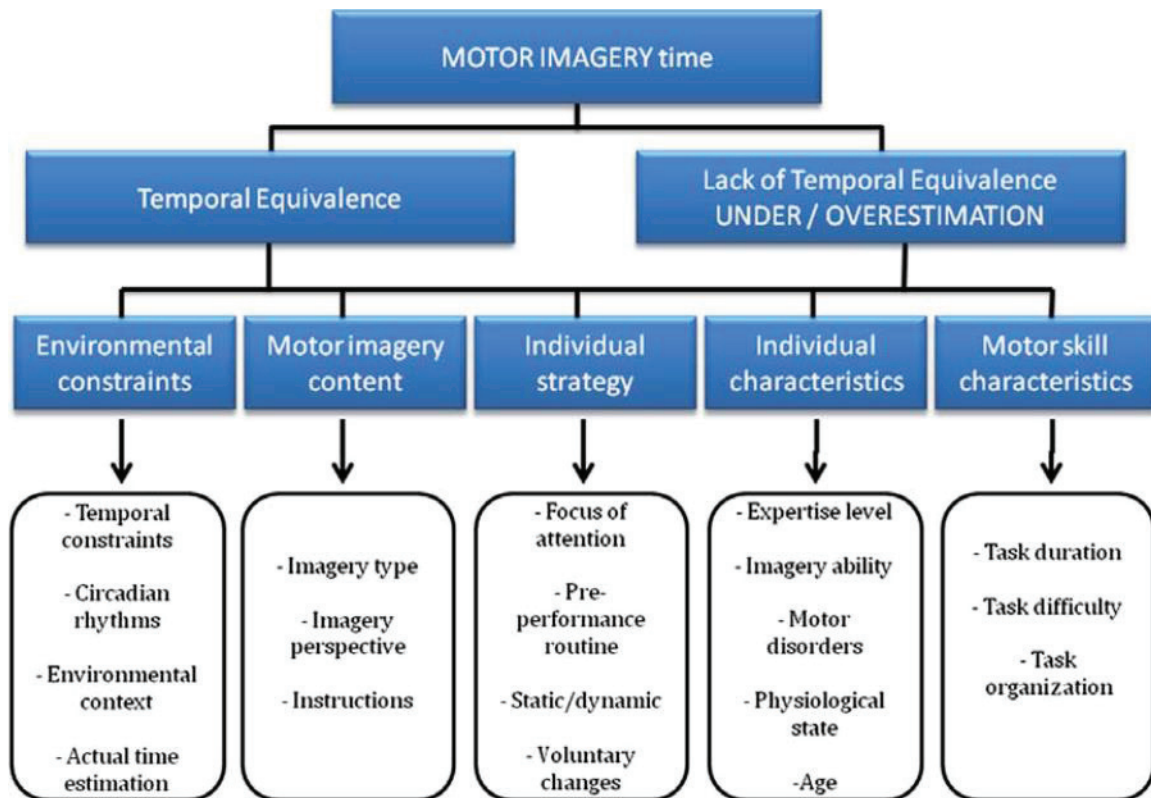 MOTOR IMAGERY time
Temporal Equivalence
Lack of Temporal Equivalence
UNDER / OVERESTIMATION
Environmental
constraints
Motor imagery
content
Individual
strategy
Individual
characteristics
Motor skill
characteristics
- Temporal
constraints
- Circadian
rhythms
- Environmental
context
- Actual time
estimation
- Imagery type
- Imagery
perspective
- Instructions
- Focus of
attention
- Pre-
performance
routine
- Static/dynamic
- Voluntary
changes
- Expertise level
- Imagery ability
- Motor
disorders
- Physiological
state
- Age
- Task duration
- Task difficulty
- Task
organization